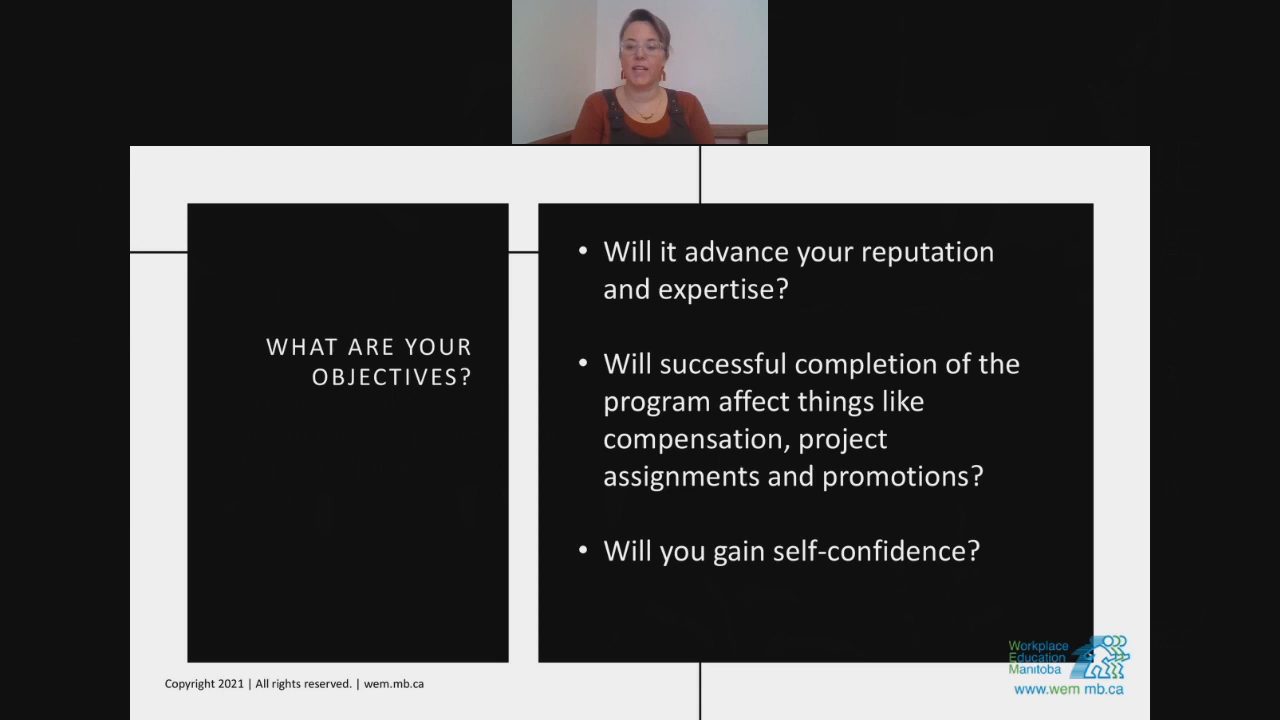 WHAT ARE YOUR
OBJECTIVES?
• Will it advance your reputation
and expertise?
• Will successful completion of the
program affect things like
compensation, project
assignments and promotions?
• Will you gain self-confidence?
Copyright 2021 | All rights reserved. | wem.mb.ca
Workplace
Education
Manitoba
www.wem mb.ca